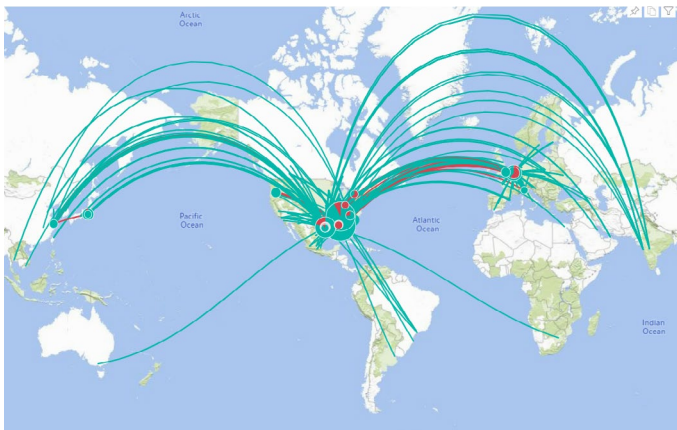 Arctic
Ocean
Pacific
Ocean
Atlantic
Ocean
Indian
Ocean